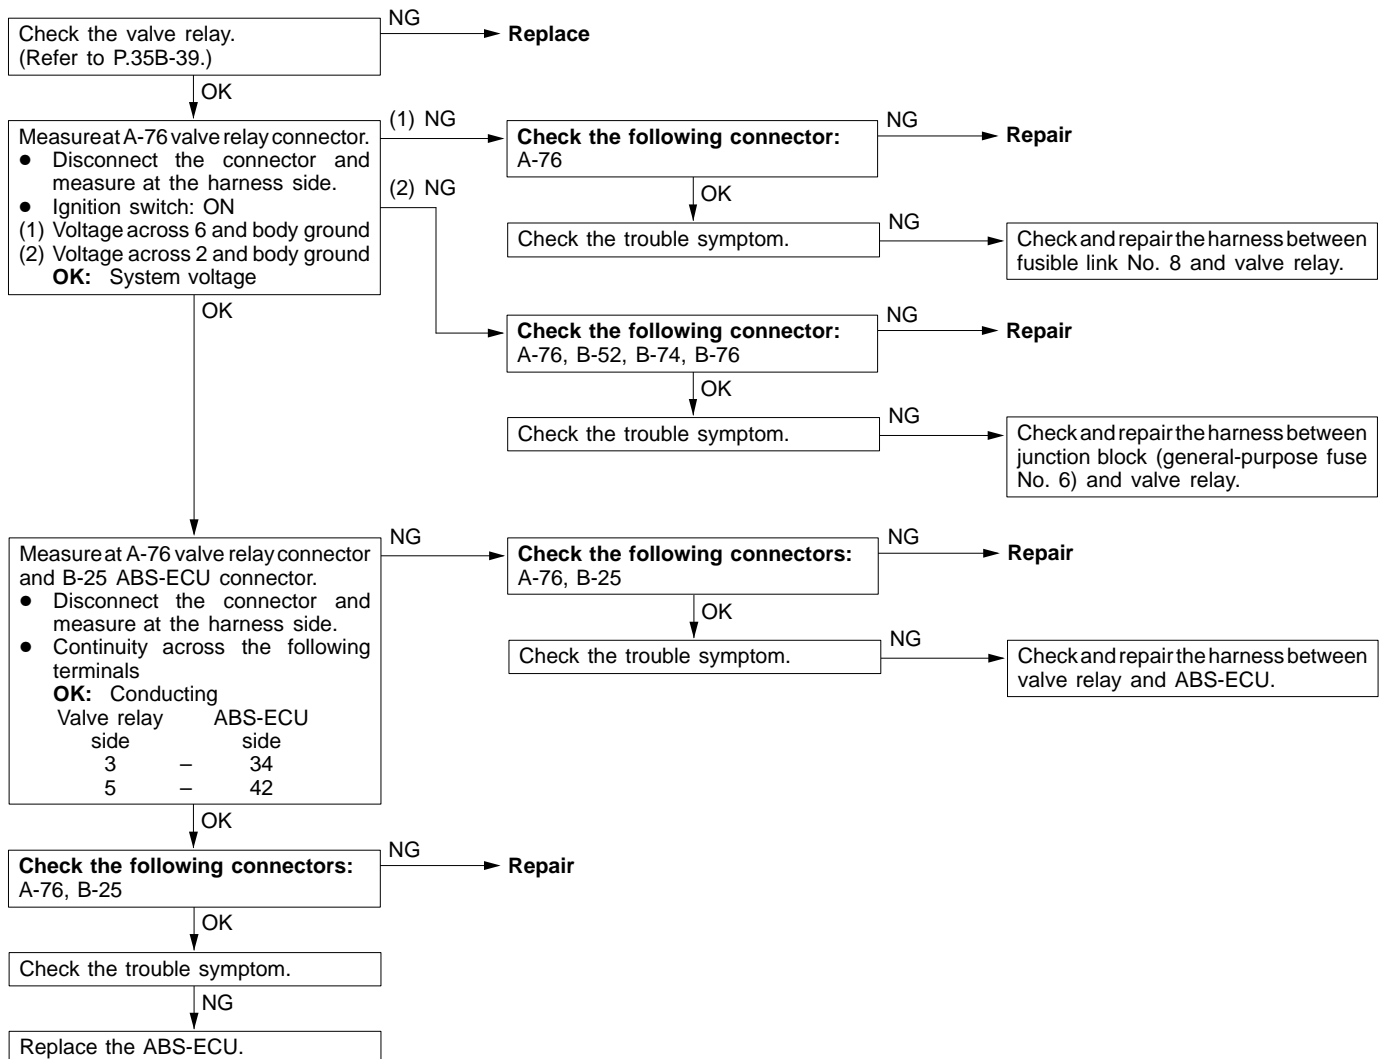 Check the valve relay.
(Refer to P.35B-39.)
NG
Replace
OK
Measure at A-76 valve relay connector.
● Disconnect the connector and
measure at the harness side.
● Ignition switch: ON
(1) Voltage across 6 and body ground
(2) Voltage across 2 and body ground
OK: System voltage
(1) NG
Check the following connector:
A-76
NG
Repair
OK
Check the trouble symptom.
NG
Check and repair the harness between
fusible link No. 8 and valve relay.
(2) NG
Check the following connector:
A-76, B-52, B-74, B-76
NG
Repair
OK
Check the trouble symptom.
NG
Check and repair the harness between
junction block (general-purpose fuse
No. 6) and valve relay.
OK
Measure at A-76 valve relay connector
and B-25 ABS-ECU connector.
● Disconnect the connector and
measure at the harness side.
● Continuity across the following
terminals
OK: Conducting
Valve relay ABS-ECU
side side
3 – 34
5 – 42
NG
Check the following connectors:
A-76, B-25
NG
Repair
OK
Check the trouble symptom.
NG
Check and repair the harness between
valve relay and ABS-ECU.
OK
Check the following connectors:
A-76, B-25
NG
Repair
OK
Check the trouble symptom.
NG
Replace the ABS-ECU.